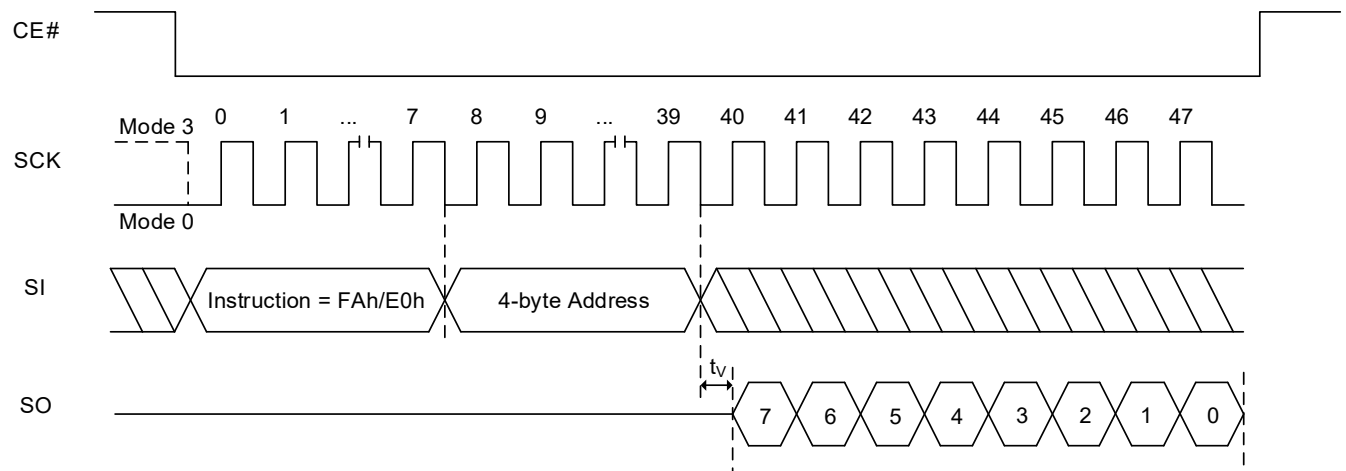 CE#
Mode 3 0 1 ... 7 8 9 ... 39 40 41 42 43 44 45 46 47
SCK
Mode 0
SI Instruction = FAh/E0h 4-byte Address
tV
SO 7 6 5 4 3 2 1 0